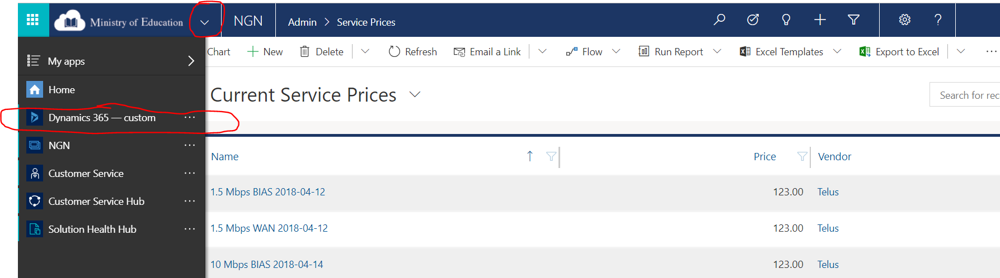 Ministry of Education NGN Admin > Service Prices ?
My apps
Chart New Delete Refresh Email a Link Flow Run Report Excel Templates Export to Excel ...
Home
Current Service Prices
Search for rec
Dynamics 365 — custom ...
NGN ...
Name Price Vendor
Customer Service ...
1.5 Mbps BIAS 2018-04-12 123.00 Telus
Customer Service Hub ...
1.5 Mbps WAN 2018-04-12 123.00 Telus
Solution Health Hub ...
10 Mbps BIAS 2018-04-14 123.00 Telus